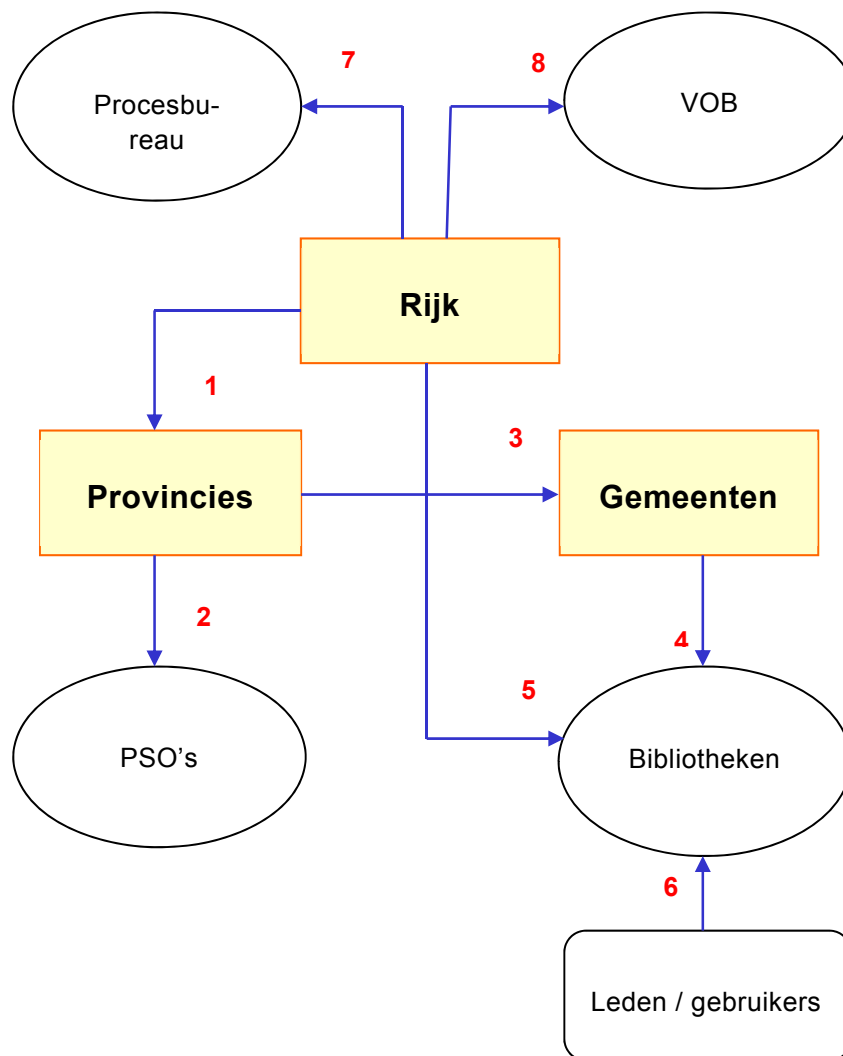 7
8
Procesbu-
reau
VOB
Rijk
1
3
Provincies
Gemeenten
2
4
5
PSO's
Bibliotheken
6
Leden / gebruikers